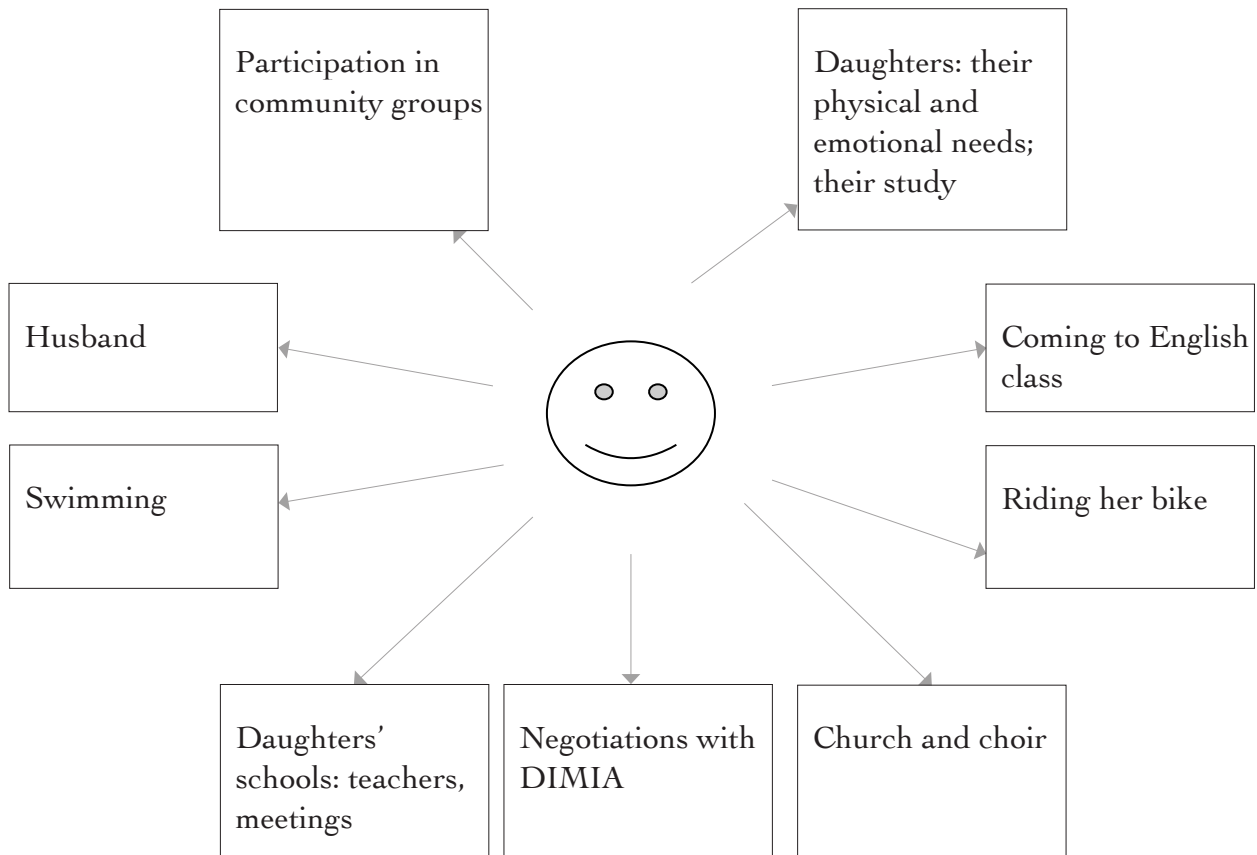 Participation in
community groups
Daughters: their
physical and
emotional needs;
their study
Husband
Coming to English
class
Swimming
Riding her bike
Daughters’
schools: teachers,
meetings
Negotiations with
DIMIA
Church and choir